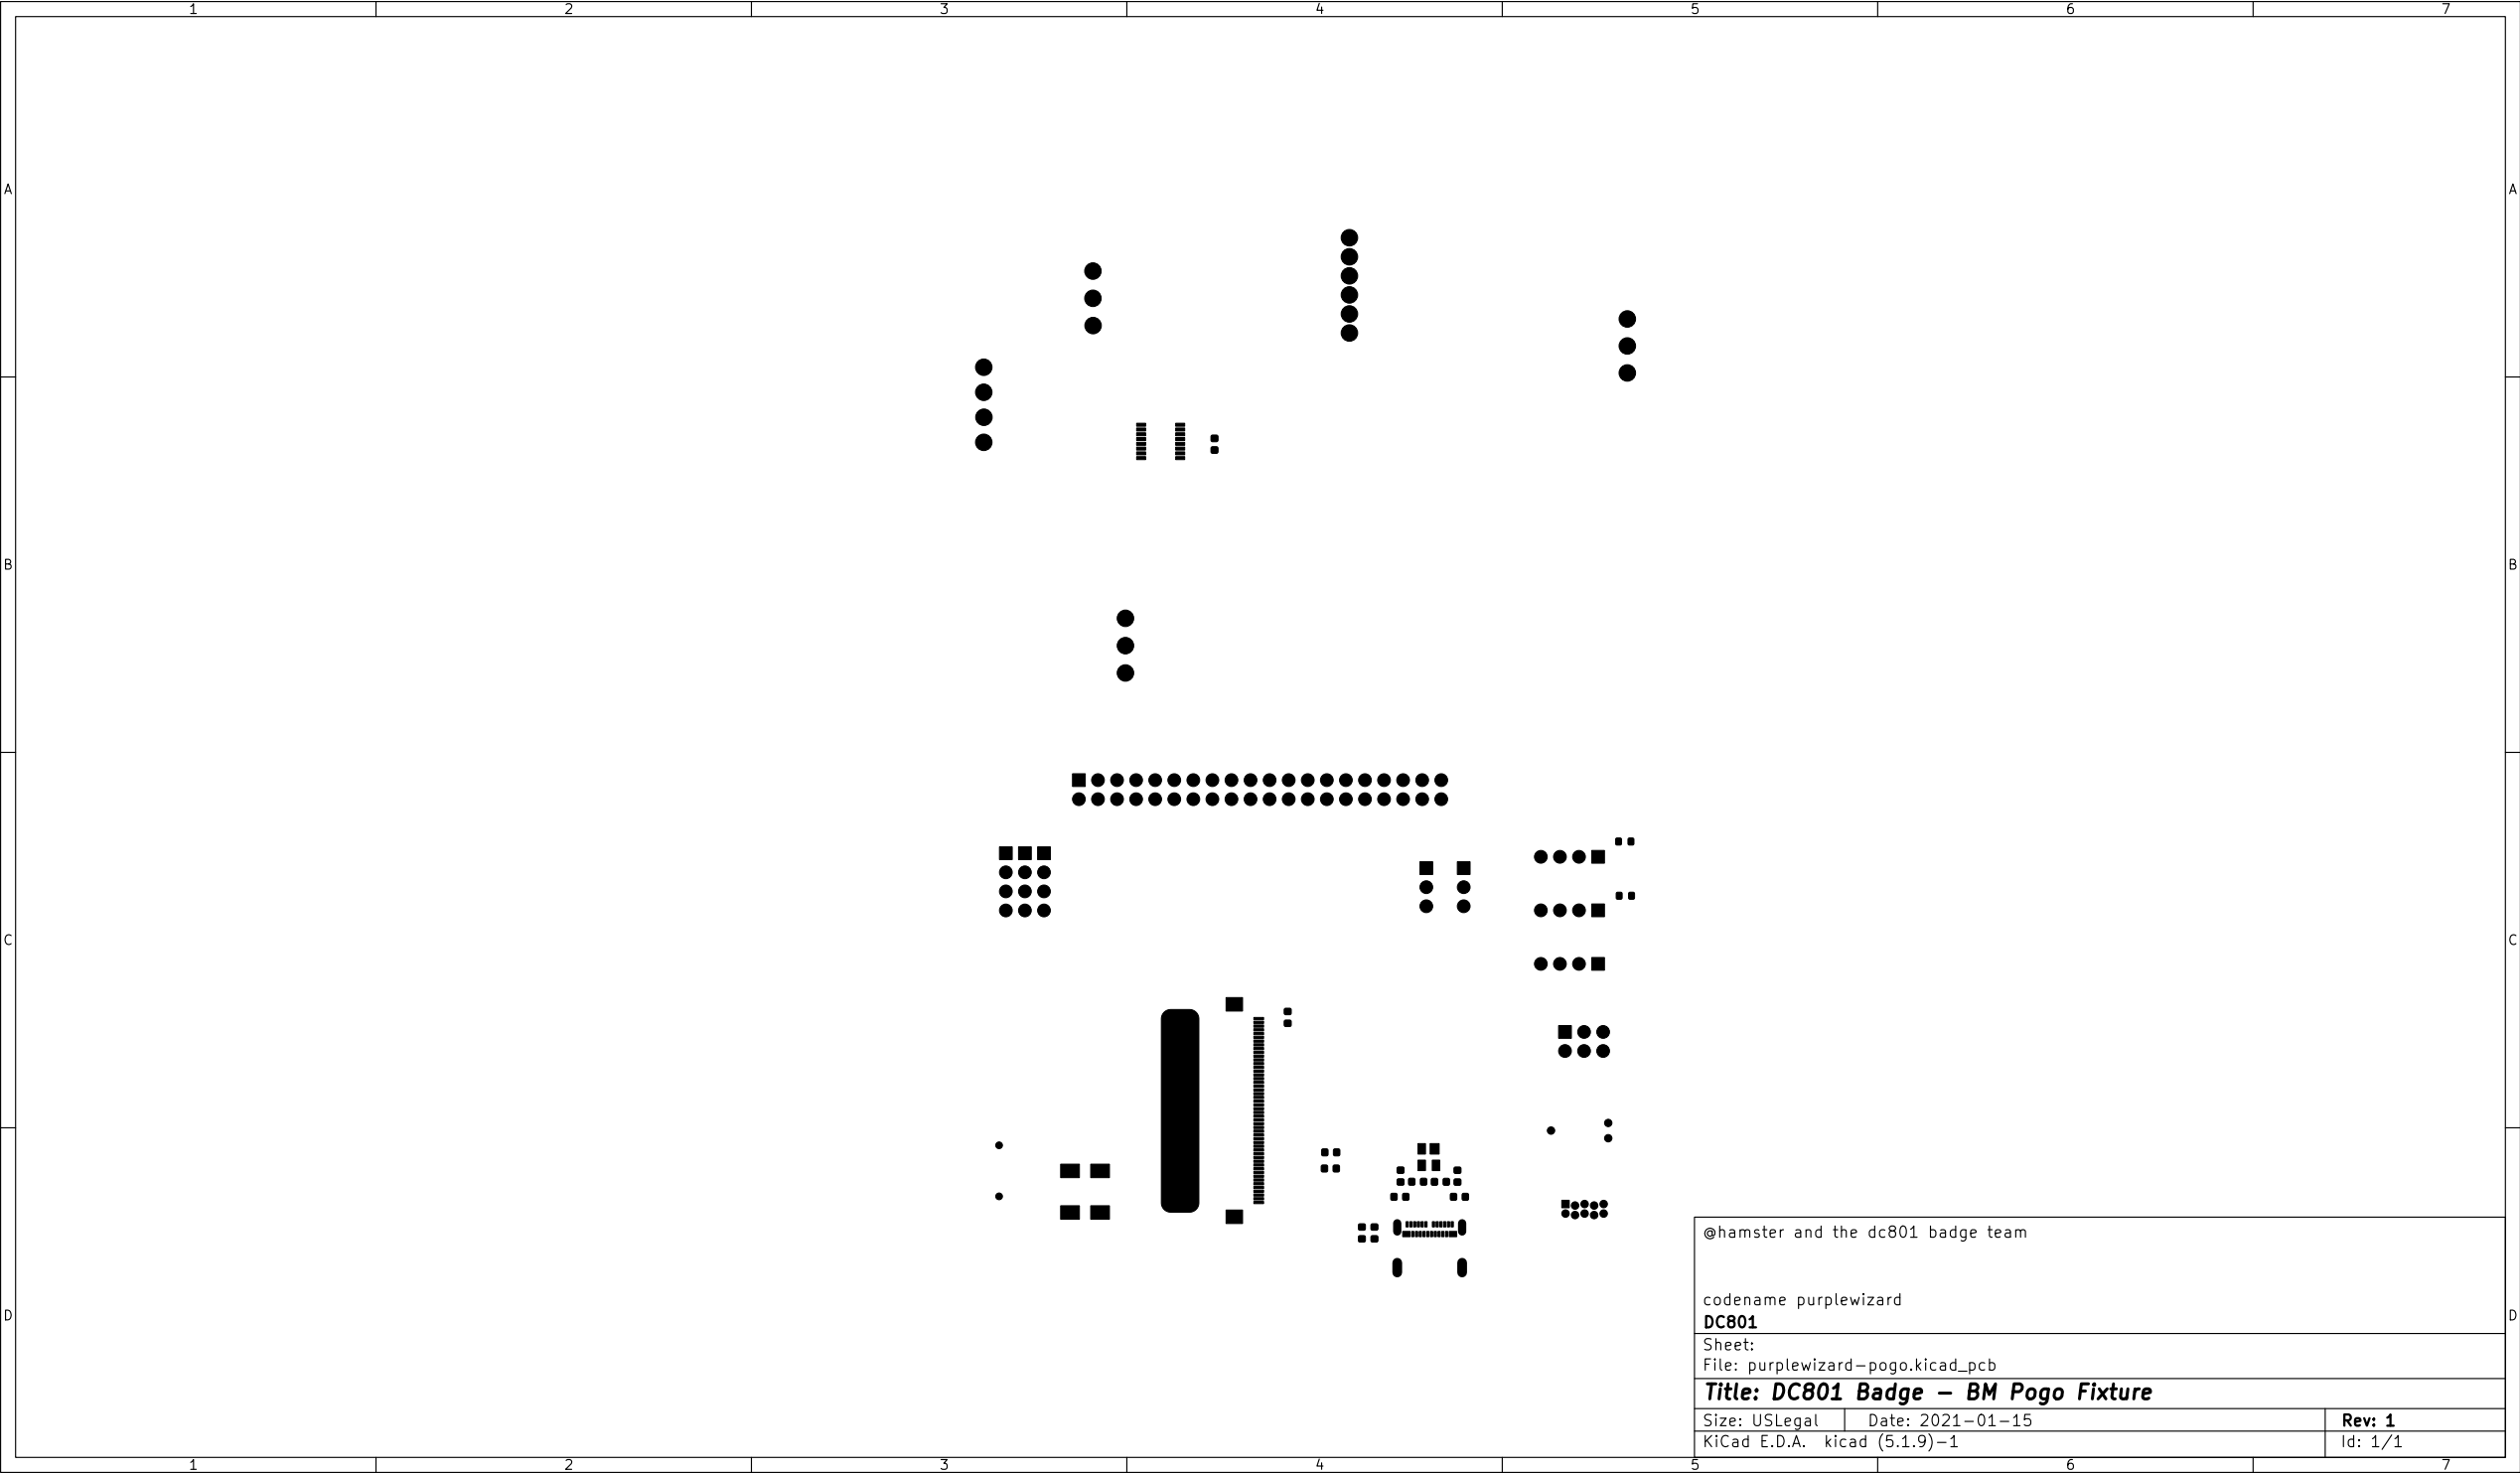 1 2 3 4 5 6 7
A A
B B
C C
D D
@hamster and the dc801 badge team
codename purplewizard
DC801
Sheet:
File: purplewizard-pogo.kicad_pcb
Title: DC801 Badge – BM Pogo Fixture
Size: USLegal Date: 2021-01-15 Rev: 1
KiCad E.D.A. kicad (5.1.9)-1 Id: 1/1
1 2 3 4 5 6 7